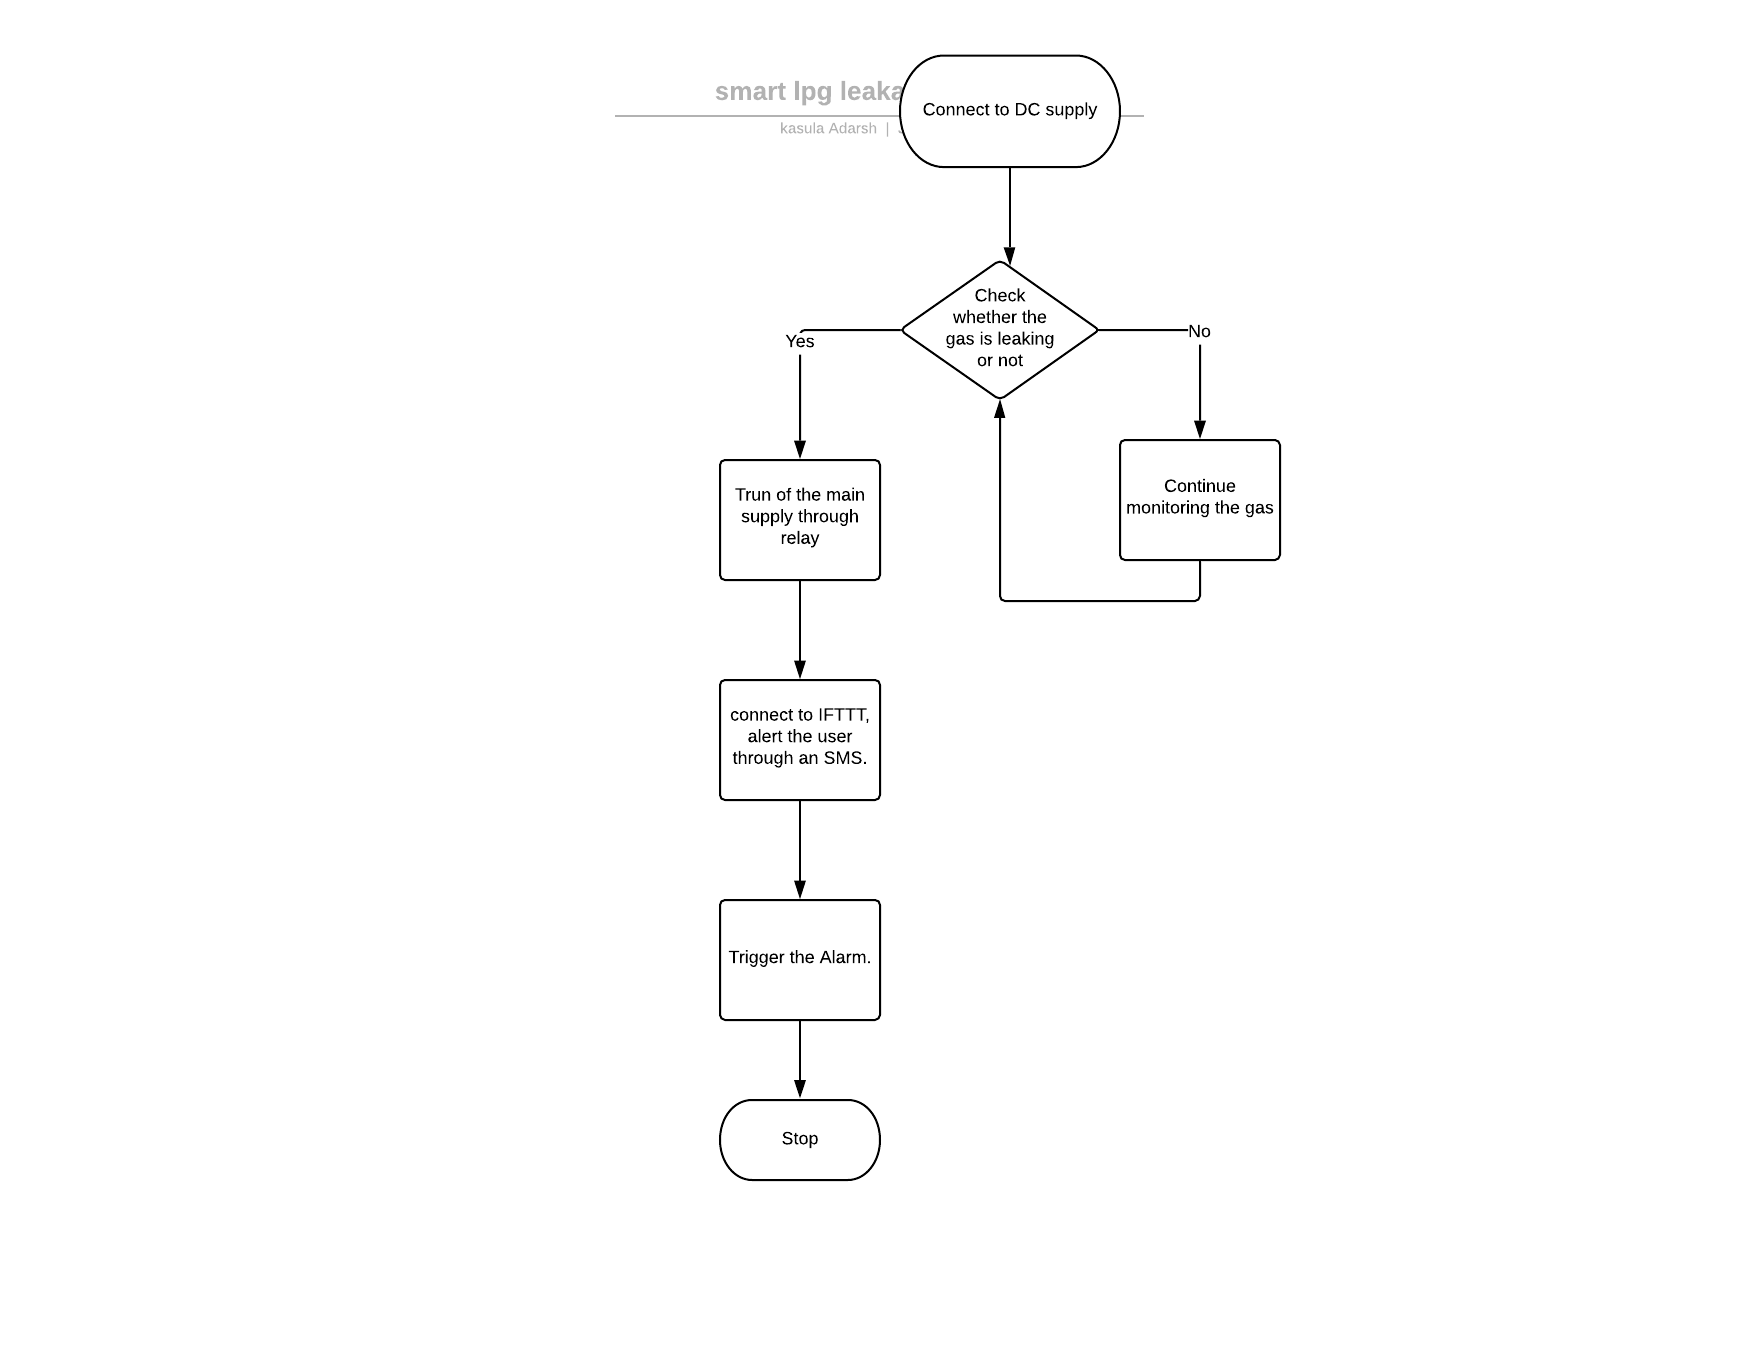 smart lpg
Connect to DC supply
kasula Adarsh |
Check
whether the
gas is leaking
or not
Yes
No
Trun of the main
supply through
relay
Continue
monitoring the gas
connect to IFTTT,
alert the user
through an SMS.
Trigger the Alarm.
Stop